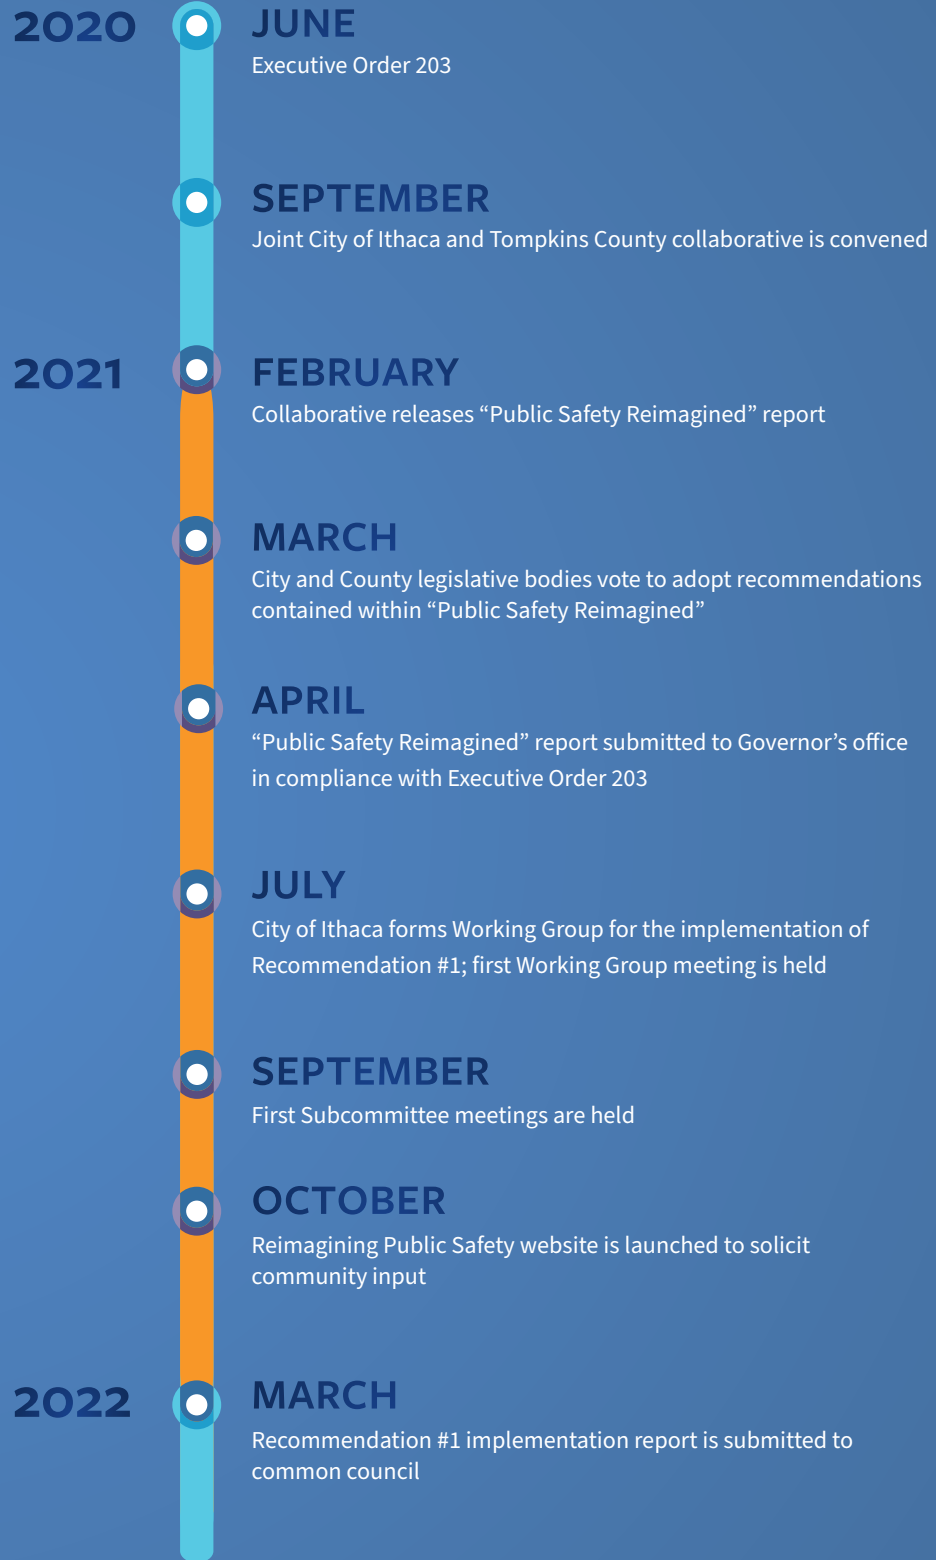 2020
JUNE
Executive Order 203
SEPTEMBER
Joint City of Ithaca and Tompkins County collaborative is convened
2021
FEBRUARY
Collaborative releases “Public Safety Reimagined” report
MARCH
City and County legislative bodies vote to adopt recommendations
contained within “Public Safety Reimagined”
APRIL
“Public Safety Reimagined” report submitted to Governor’s office
in compliance with Executive Order 203
JULY
City of Ithaca forms Working Group for the implementation of
Recommendation #1; first Working Group meeting is held
SEPTEMBER
First Subcommittee meetings are held
OCTOBER
Reimagining Public Safety website is launched to solicit
community input
2022
MARCH
Recommendation #1 implementation report is submitted to
common council